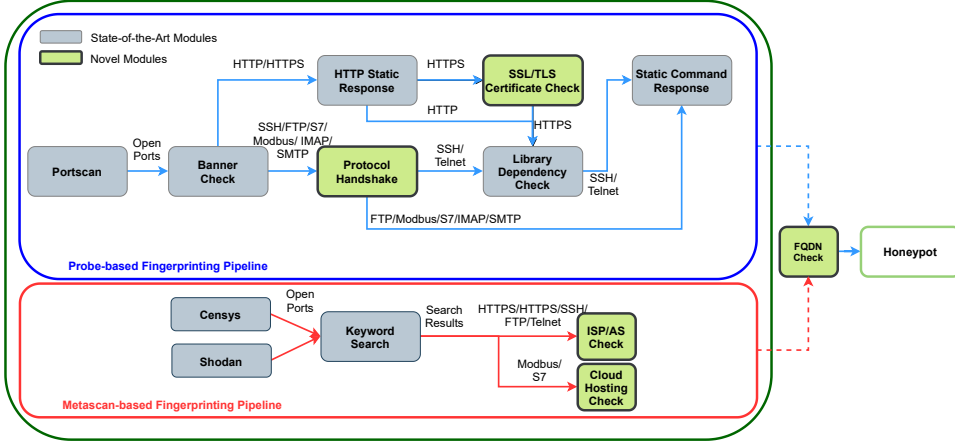 State-of-the-Art Modules
Novel Modules
HTTP/HTTPS
HTTP Static
Response
HTTPS
SSL/TLS
Certificate Check
Static Command
Response
HTTP
HTTPS
Portscan
Open
Ports
Banner
Check
SSH/FTP/S7/
Modbus/ IMAP/
SMTP
Protocol
Handshake
SSH/
Telnet
Library
Dependency
Check
SSH/
Telnet
FTP/Modbus/S7/IMAP/SMTP
Probe-based Fingerprinting Pipeline
FQDN
Check
Honeypot
Censys
Shodan
Open
Ports
Keyword
Search
Search
Results
HTTPS/HTTPS/SSH/
FTP/Telnet
ISP/AS
Check
Modbus/
S7
Cloud
Hosting
Check
Metascan-based Fingerprinting Pipeline